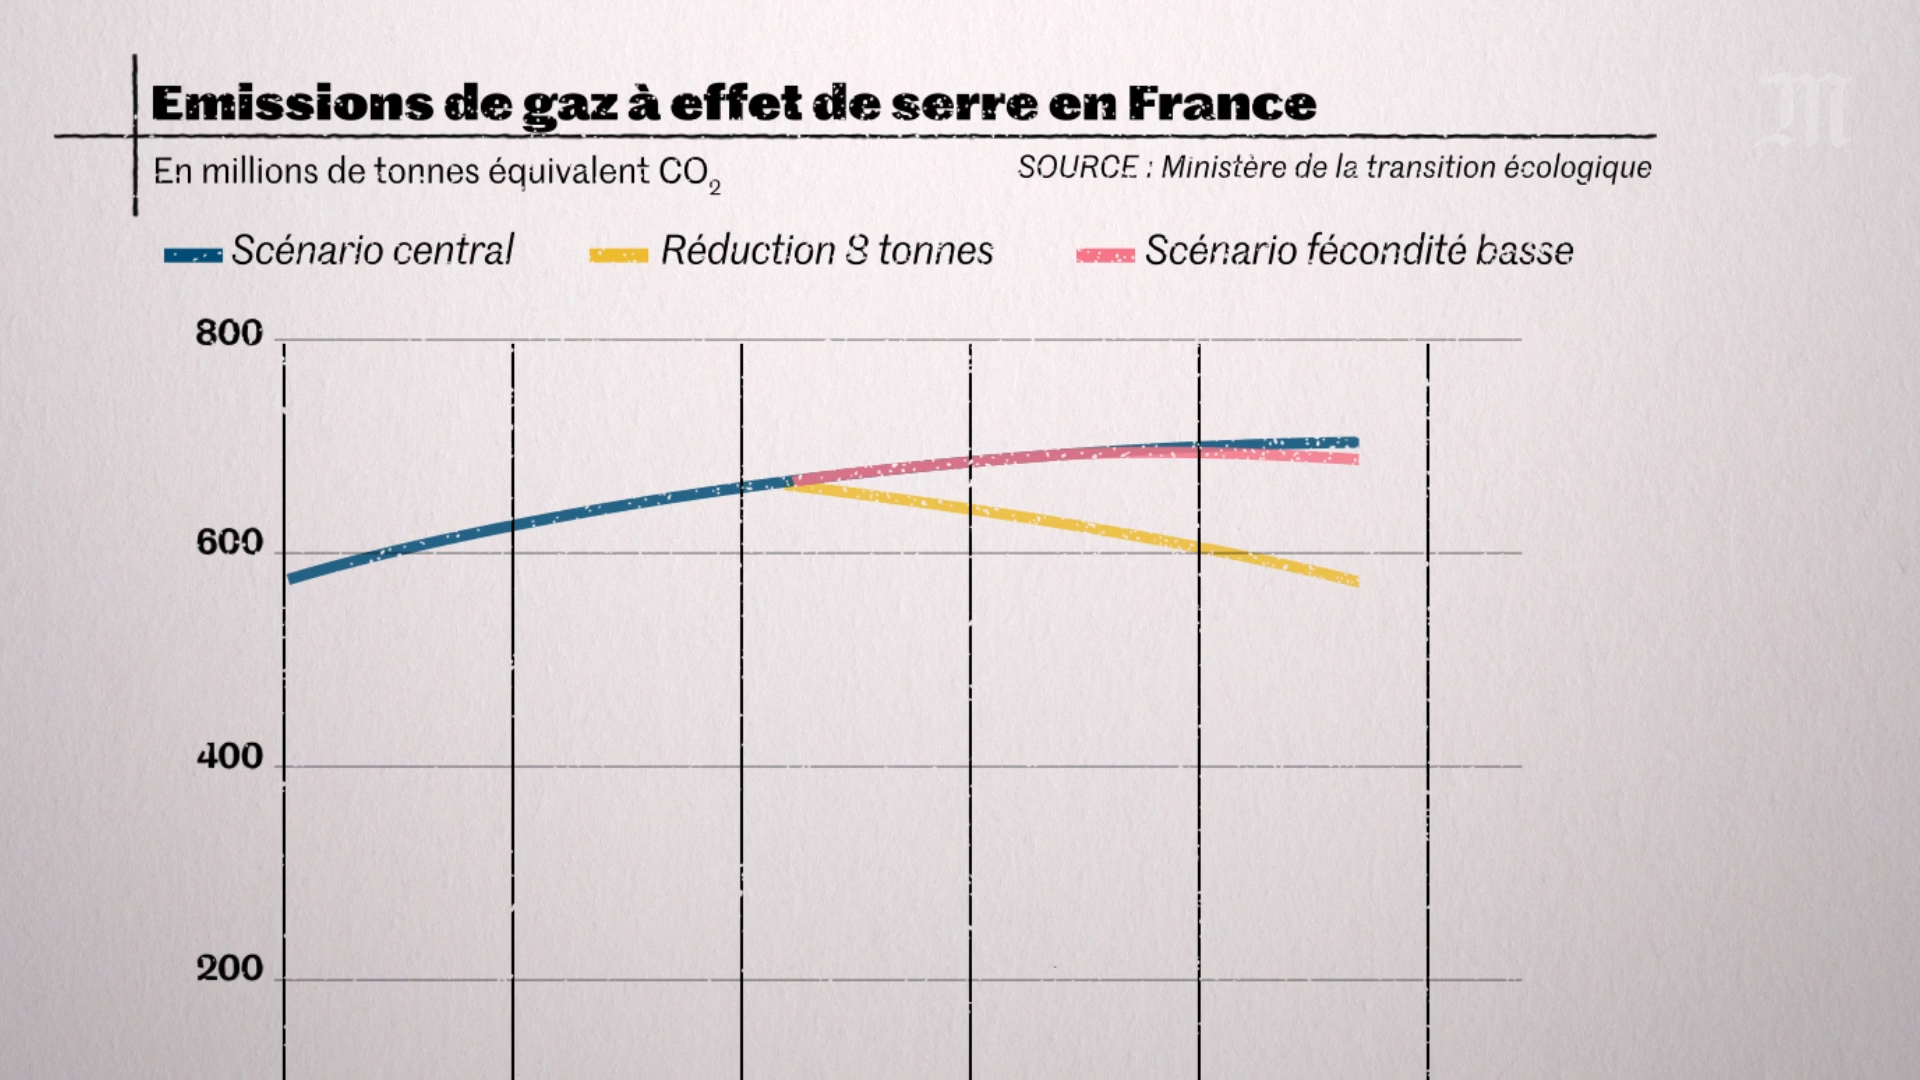 Emissions de gaz à effet de serre en France
En millions de tonnes équivalent CO₂
SOURCE : Ministère de la transition écologique
Scénario central
Réduction 8 tonnes
Scénario fécondité basse
800
600
400
200
M